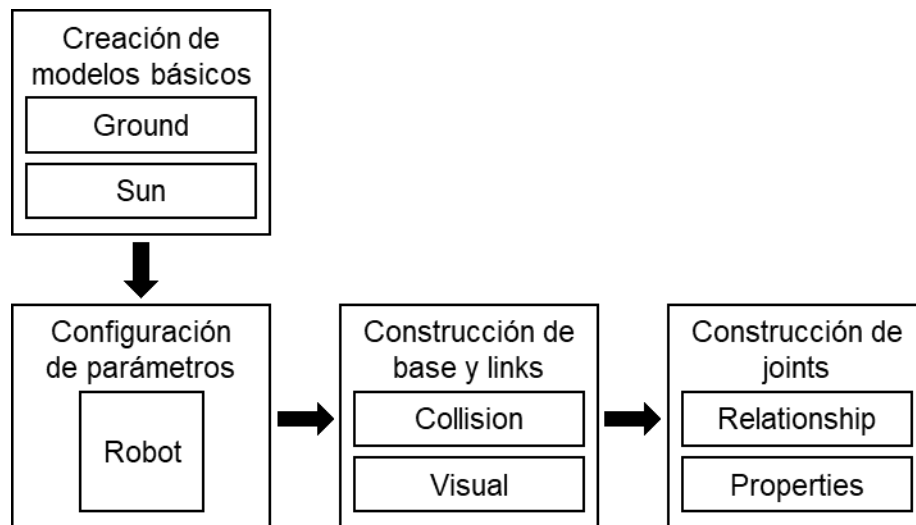 Creación de
modelos básicos
Ground
Sun
Configuración
de parámetros
Robot
Construcción de
base y links
Collision
Visual
Construcción de
joints
Relationship
Properties